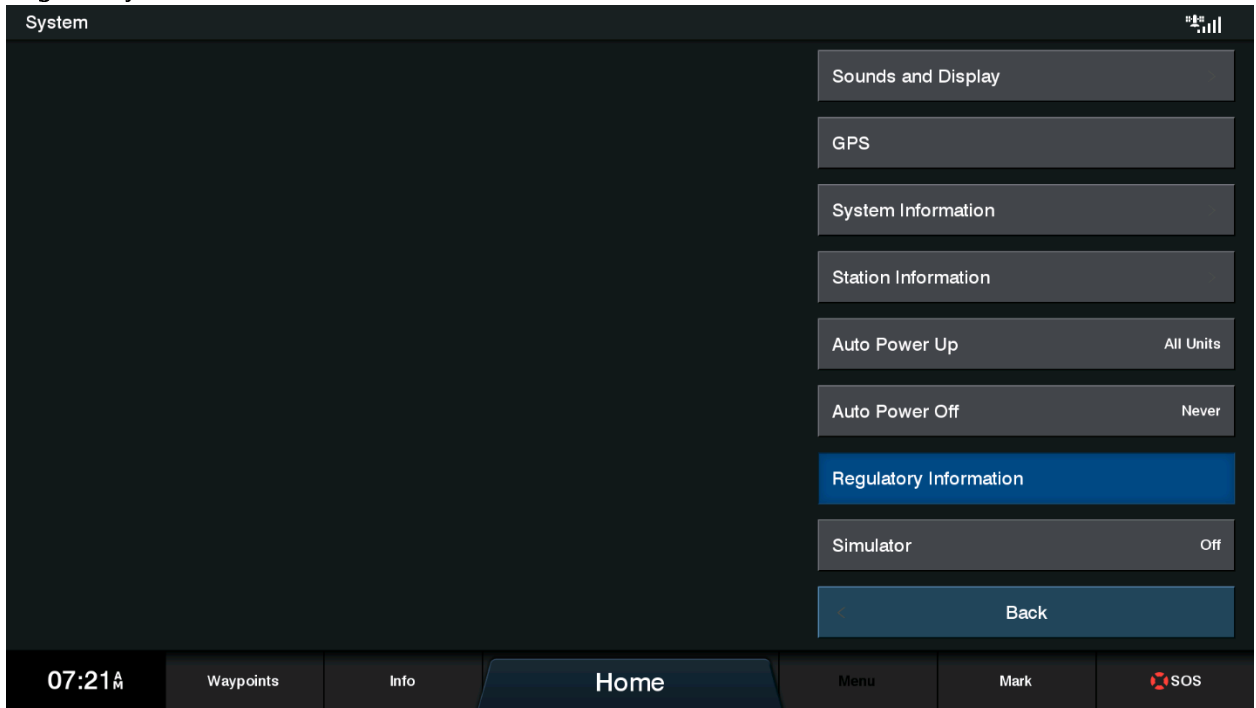 System
Sounds and Display
GPS
System Information
Station Information
Auto Power Up All Units
Auto Power Off Never
Regulatory Information
Simulator Off
Back
07:21 AM Waypoints Info Home Menu Mark SOS